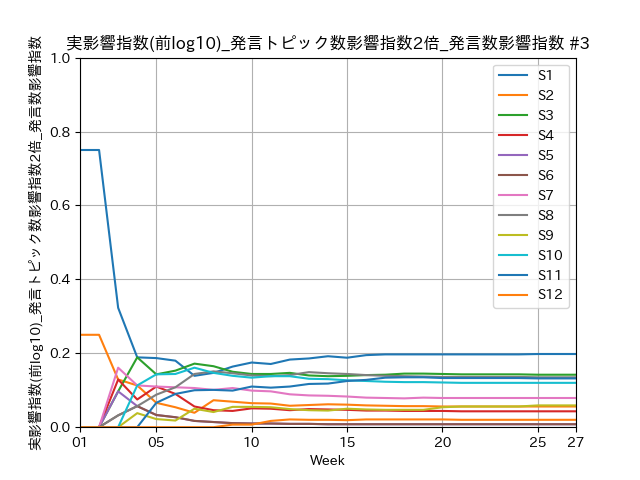 実影響指数(前log10)_発言トピック数影響指数2倍_発言数影響指数 #3
実影響指数(前log10)_発言トピック数影響指数2倍_発言数影響指数
1.0
0.8
0.6
0.4
0.2
0.0
01
05
10
15
20
25
27
Week
S1
S2
S3
S4
S5
S6
S7
S8
S9
S10
S11
S12